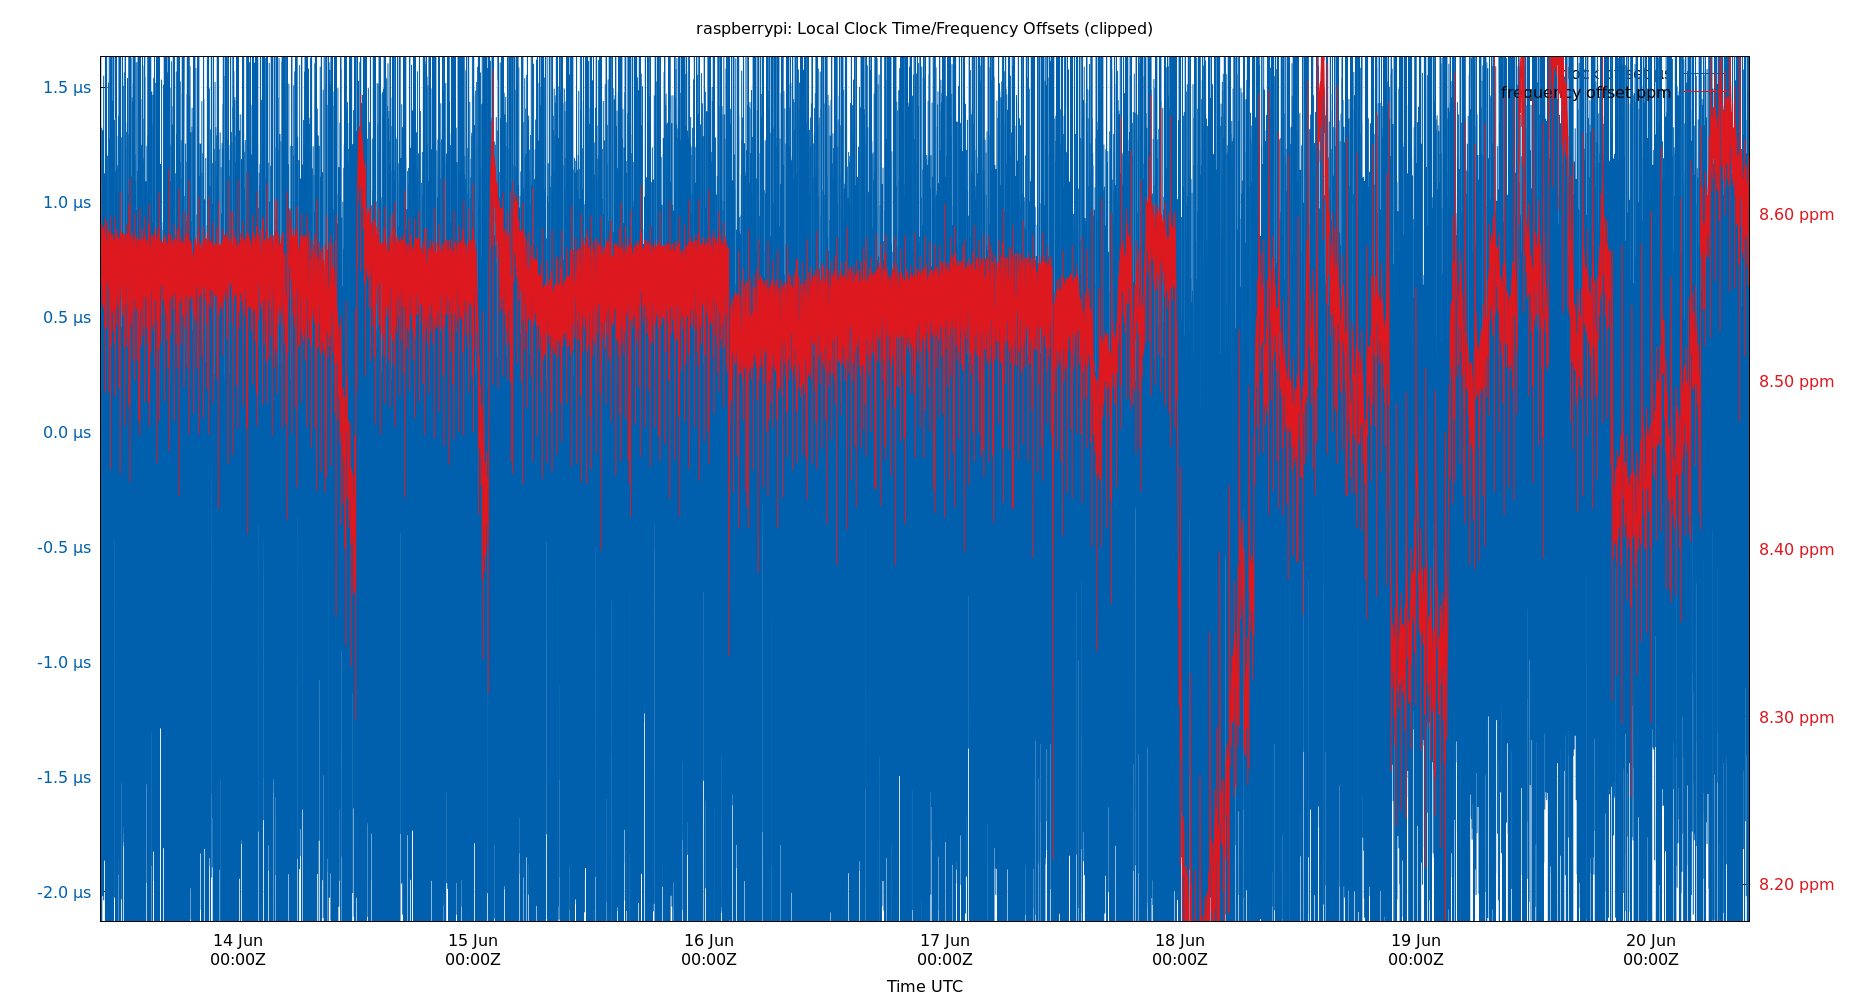 raspberrypi: Local Clock Time/Frequency Offsets (clipped)
clock offset µs
frequency offset ppm
1.5 µs
1.0 µs
0.5 µs
0.0 µs
-0.5 µs
-1.0 µs
-1.5 µs
-2.0 µs
8.60 ppm
8.50 ppm
8.40 ppm
8.30 ppm
8.20 ppm
14 Jun 15 Jun 16 Jun 17 Jun 18 Jun 19 Jun 20 Jun
00:00Z 00:00Z 00:00Z 00:00Z 00:00Z 00:00Z 00:00Z
Time UTC